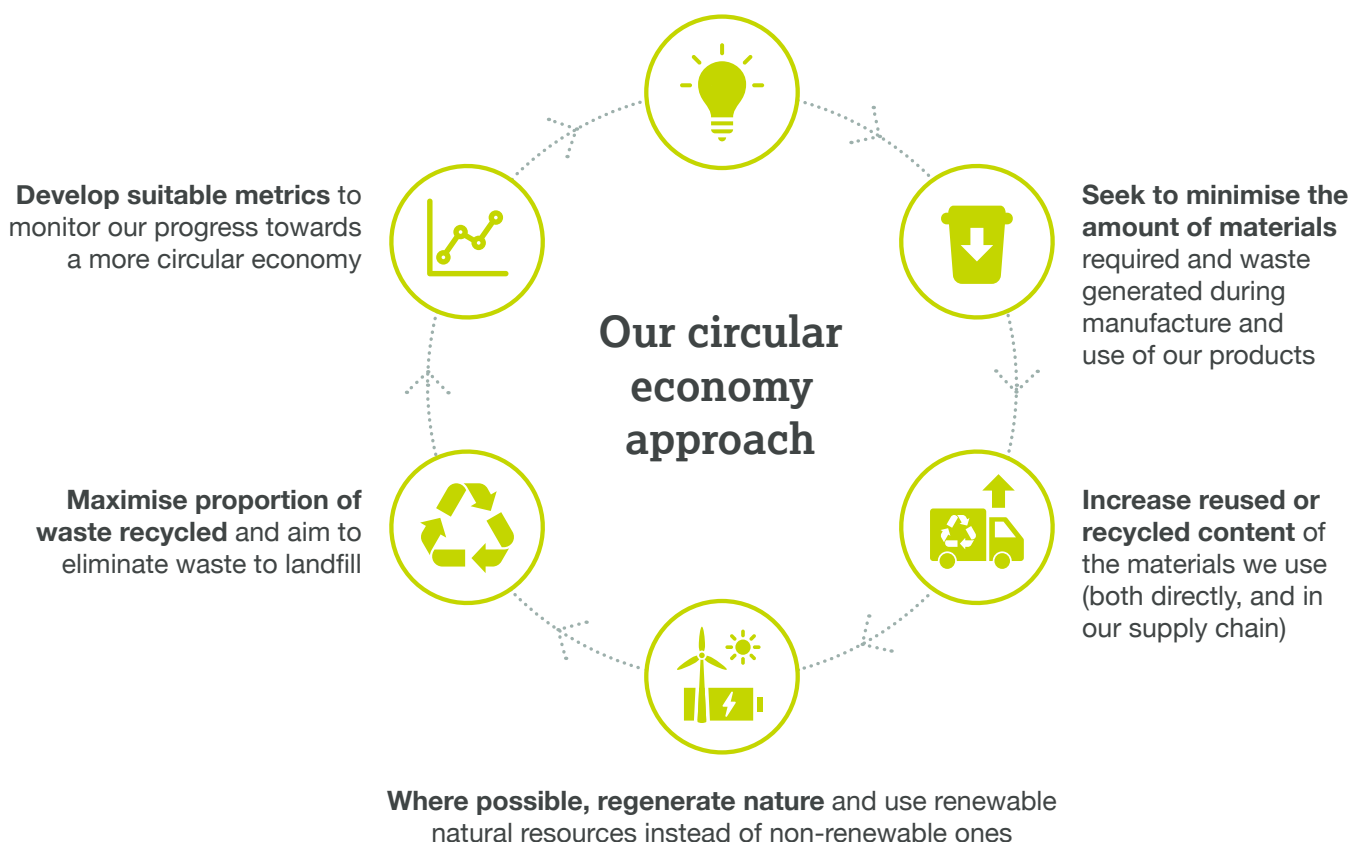 Our circular
economy
approach
Seek to minimise the
amount of materials
required and waste
generated during
manufacture and
use of our products
Increase reused or
recycled content of
the materials we use
(both directly, and in
our supply chain)
Where possible, regenerate nature and use renewable
natural resources instead of non-renewable ones
Maximise proportion of
waste recycled and aim to
eliminate waste to landfill
Develop suitable metrics to
monitor our progress towards
a more circular economy